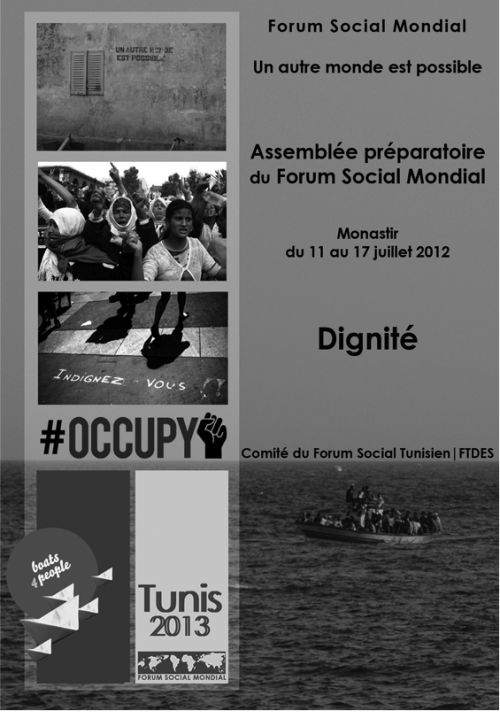 UN AUTRE MONDE
EST POSSIBLE
INDIGNEZ-VOUS !!
#OCCUPY
boats
4 people
Tunis
2013
FORUM SOCIAL MONDIAL
Forum Social Mondial
Un autre monde est possible
Assemblée préparatoire
du Forum Social Mondial
Monastir
du 11 au 17 juillet 2012
Dignité
Comité du Forum Social Tunisien|FTDES